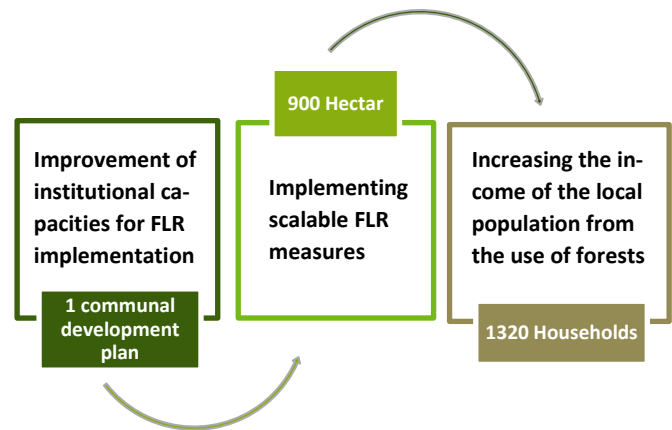 Improvement of
institutional ca-
pacities for FLR
implementation
1 communal
development
plan
900 Hectar
Implementing
scalable FLR
measures
Increasing the in-
come of the local
population from
the use of forests
1320 Households